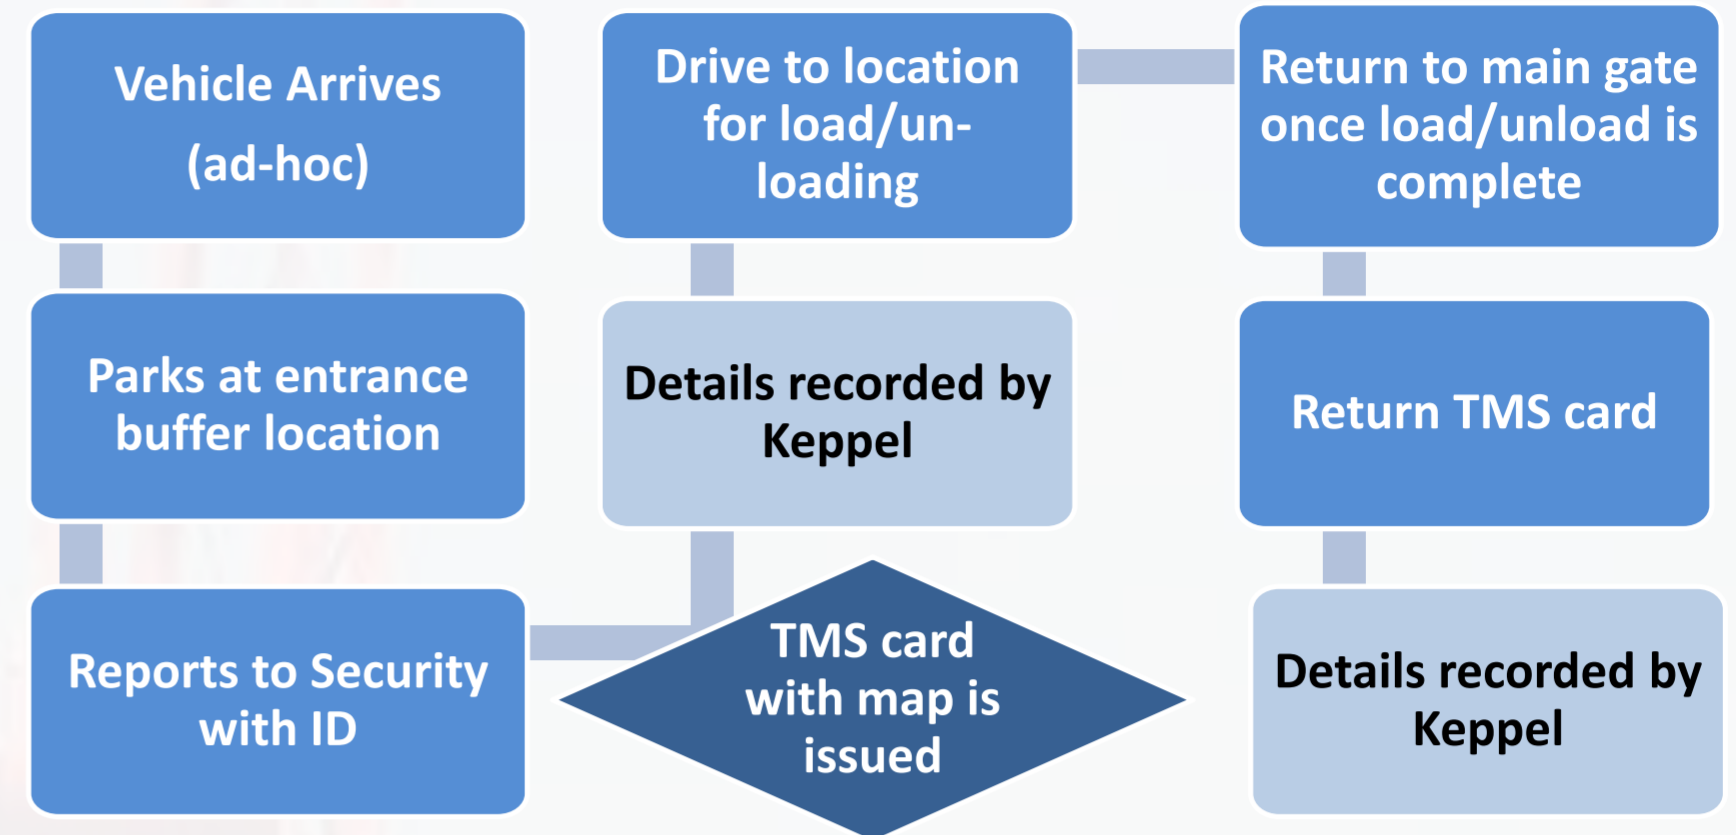 Vehicle Arrives
(ad-hoc)
Parks at entrance
buffer location
Reports to Security
with ID
TMS card
with map is
issued
Details recorded by
Keppel
Drive to location
for load/un-
loading
Return to main gate
once load/unload is
complete
Return TMS card
Details recorded by
Keppel